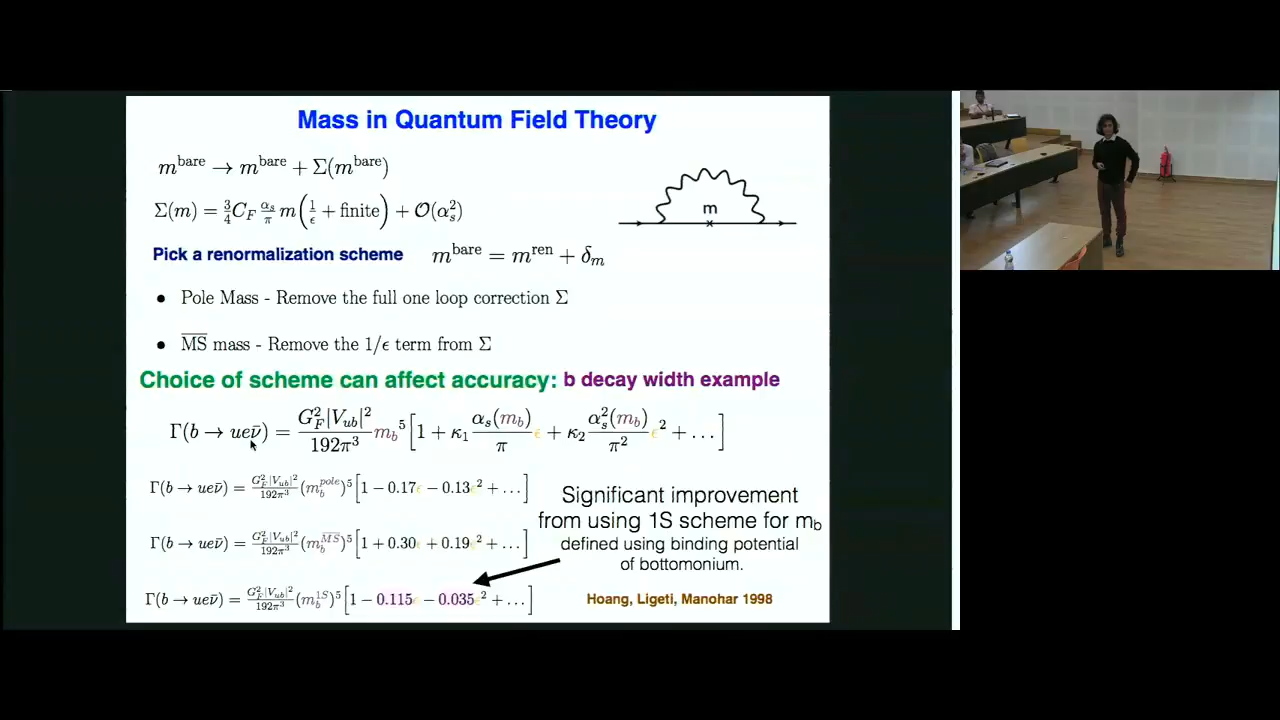 Mass in Quantum Field Theory
m^bare → m^bare + Σ(m^bare)
Σ(m) = 3/4 C_F α_s/π m(1/ϵ + finite) + O(α_s^2)
m
Pick a renormalization scheme m^bare = m^ren + δ_m
• Pole Mass - Remove the full one loop correction Σ
• \overline{MS} mass - Remove the 1/ϵ term from Σ
Choice of scheme can affect accuracy: b decay width example
Γ(b → ueν̄) = G_F^2|V_ub|^2/192π^3 m_b^5 [1 + κ_1 α_s(m_b)/π ϵ + κ_2 α_s^2(m_b)/π^2 ϵ^2 + ...]
Γ(b → ueν̄) = G_F^2|V_ub|^2/192π^3 (m_b^pole)^5 [1 − 0.17ϵ − 0.13ϵ^2 + ...]
Γ(b → ueν̄) = G_F^2|V_ub|^2/192π^3 (m_b^\overline{MS})^5 [1 + 0.30ϵ + 0.19ϵ^2 + ...]
Γ(b → ueν̄) = G_F^2|V_ub|^2/192π^3 (m_b^1S)^5 [1 − 0.115ϵ − 0.035ϵ^2 + ...]
Significant improvement
from using 1S scheme for m_b
defined using binding potential
of bottomonium.
Hoang, Ligeti, Manohar 1998